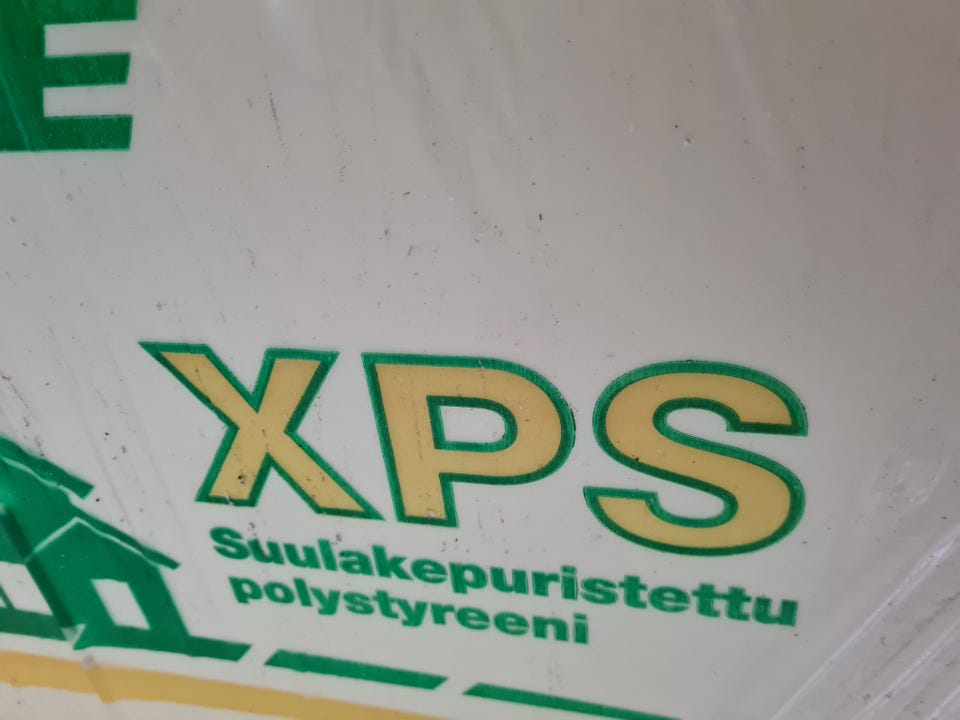 E
XPS
Suulakepuristettu
polystyreeni